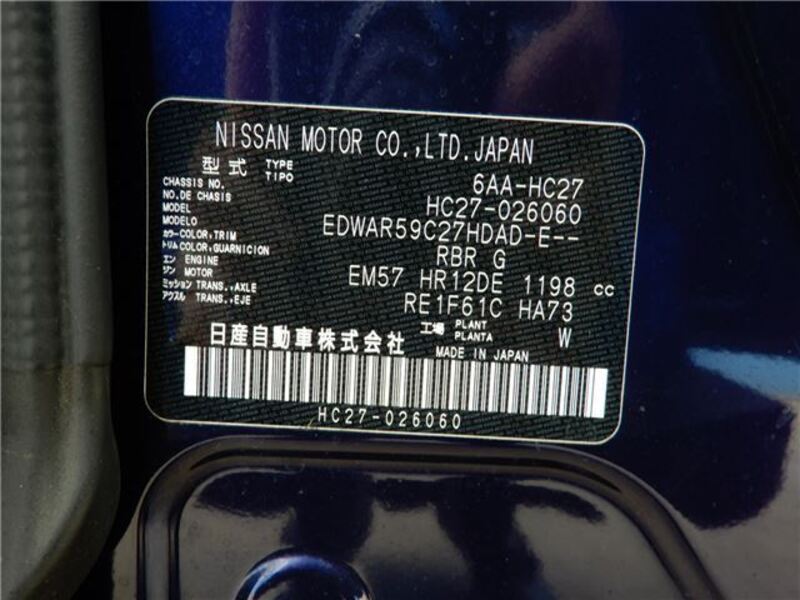 NISSAN MOTOR CO.,LTD.JAPAN
型式 TYPE TIPO 6AA-HC27
CHASSIS NO. NO.DE CHASIS HC27-026060
MODEL MODELO EDWAR59C27HDAD-E--
カラー COLOR,TRIM トリム COLOR,GUARNICION RBR G
エン ENGINE ジン MOTOR EM57 HR12DE 1198 cc
ミッション TRANS.,AXLE アクスル TRANS.,EJE RE1F61C HA73
工場 PLANT PLANTA W
日産自動車株式会社 MADE IN JAPAN
HC27-026060